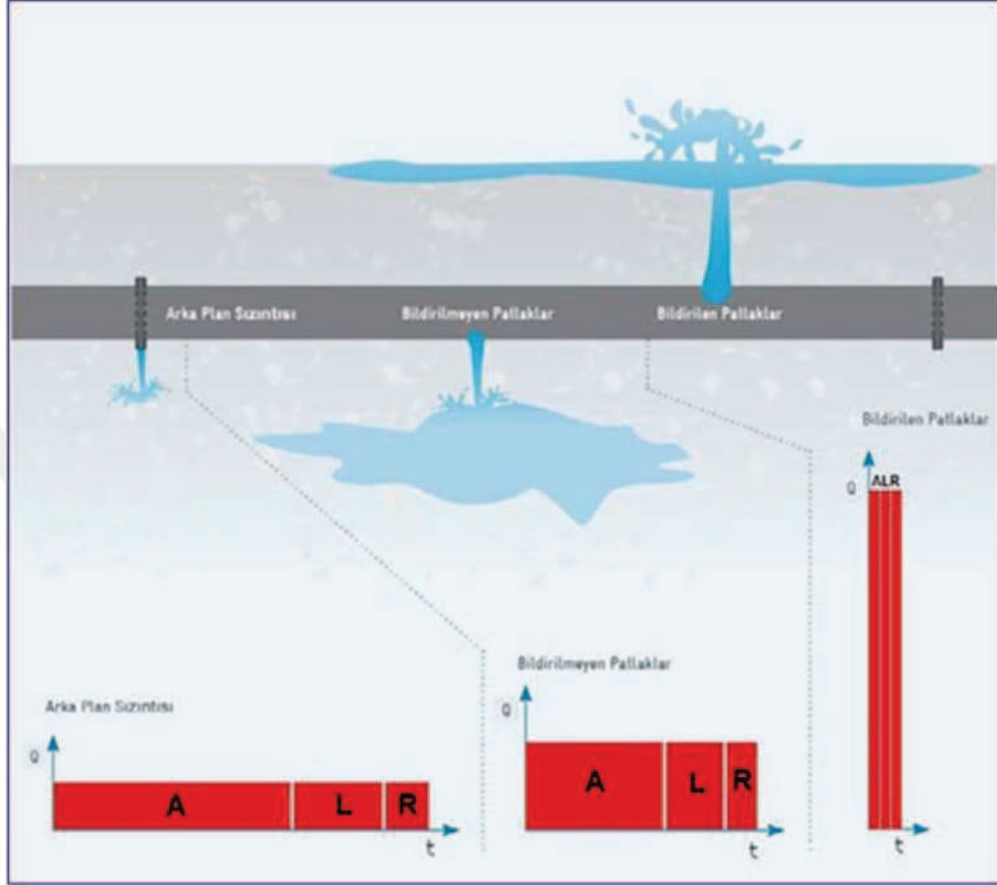 Arka Plan Sızıntısı
Bildirilmeyen Patlaklar
Bildirilen Patlaklar
Bildirilen Patlaklar
Q
ALR
t
Bildirilmeyen Patlaklar
Q
A L R
t
Arka Plan Sızıntısı
Q
A L R
t